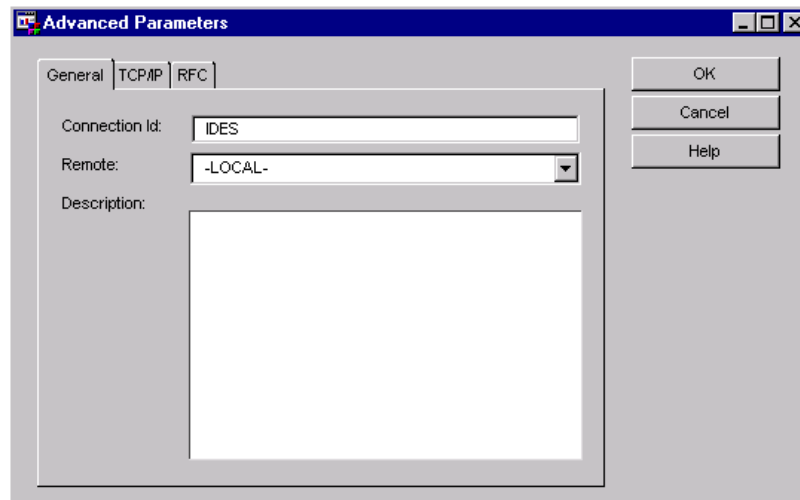 Advanced Parameters
General TCP/IP RFC
OK
Connection Id: IDES
Cancel
Remote: -LOCAL-
Help
Description: